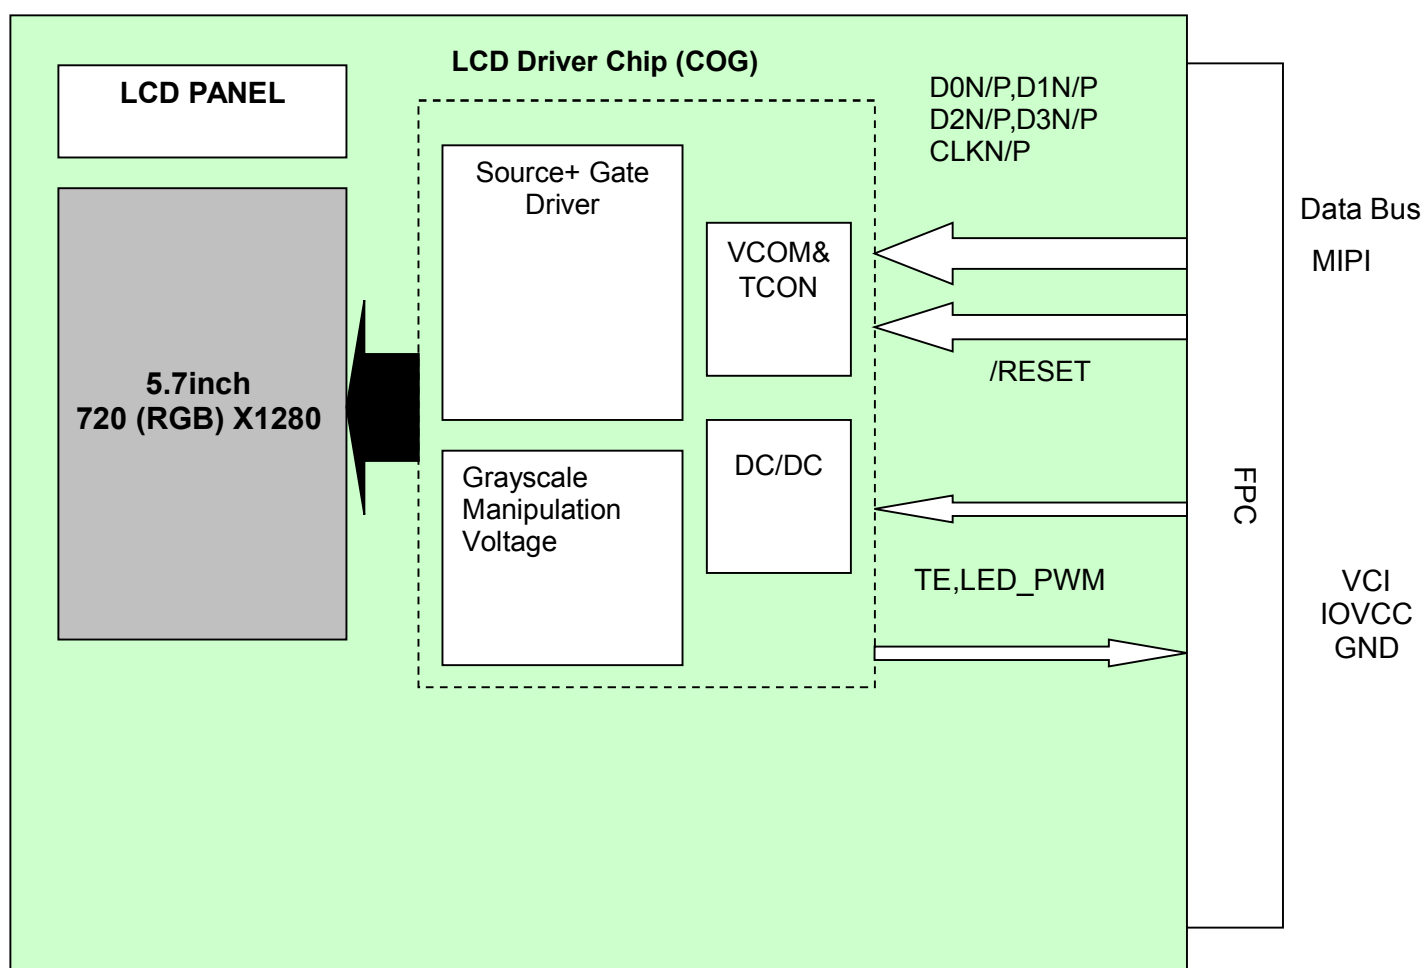 LCD Driver Chip (COG)
LCD PANEL
D0N/P,D1N/P
D2N/P,D3N/P
CLKN/P
Source+ Gate
Driver
VCOM&
TCON
Data Bus
MIPI
/RESET
5.7inch
720 (RGB) X1280
Grayscale
Manipulation
Voltage
DC/DC
FPC
TE,LED_PWM
VCI
IOVCC
GND